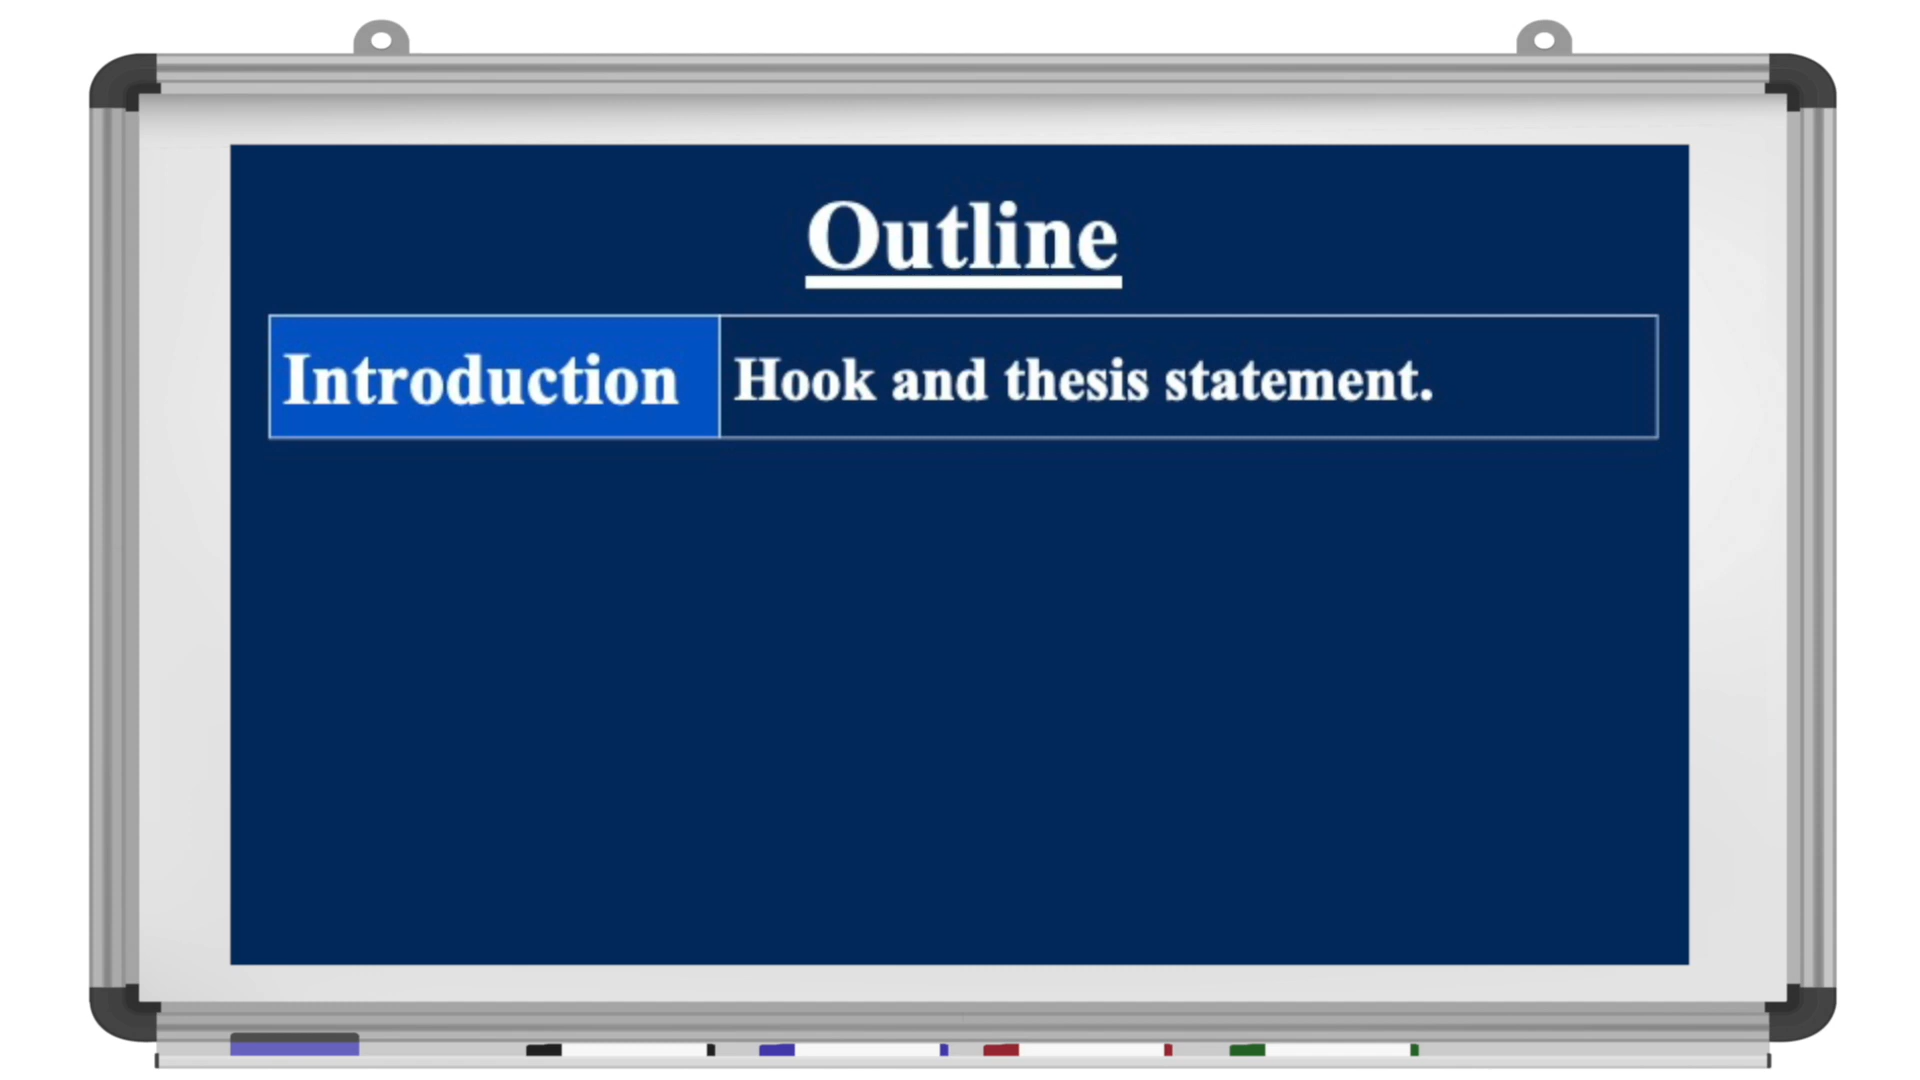 Outline
Introduction
Hook and thesis statement.